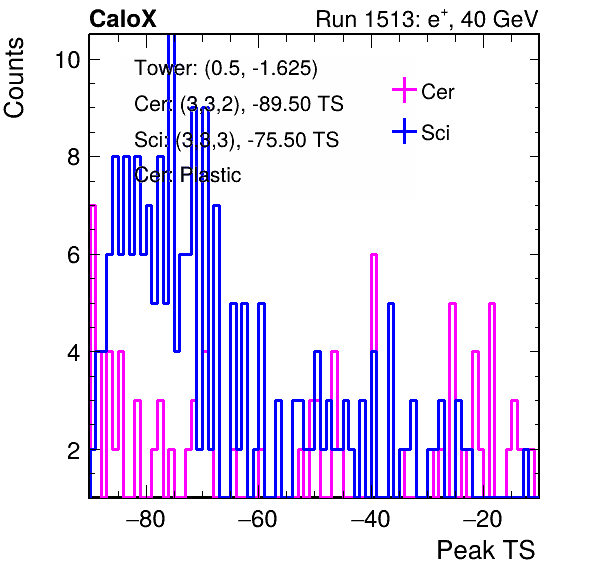 CaloX Run 1513: e⁺, 40 GeV
Counts
Tower: (0.5, -1.625)
Cer: (3,3,2), -89.50 TS
Sci: (3,3,3), -75.50 TS
Cer: Plastic
Cer
Sci
10
8
6
4
2
−80 −60 −40 −20
Peak TS